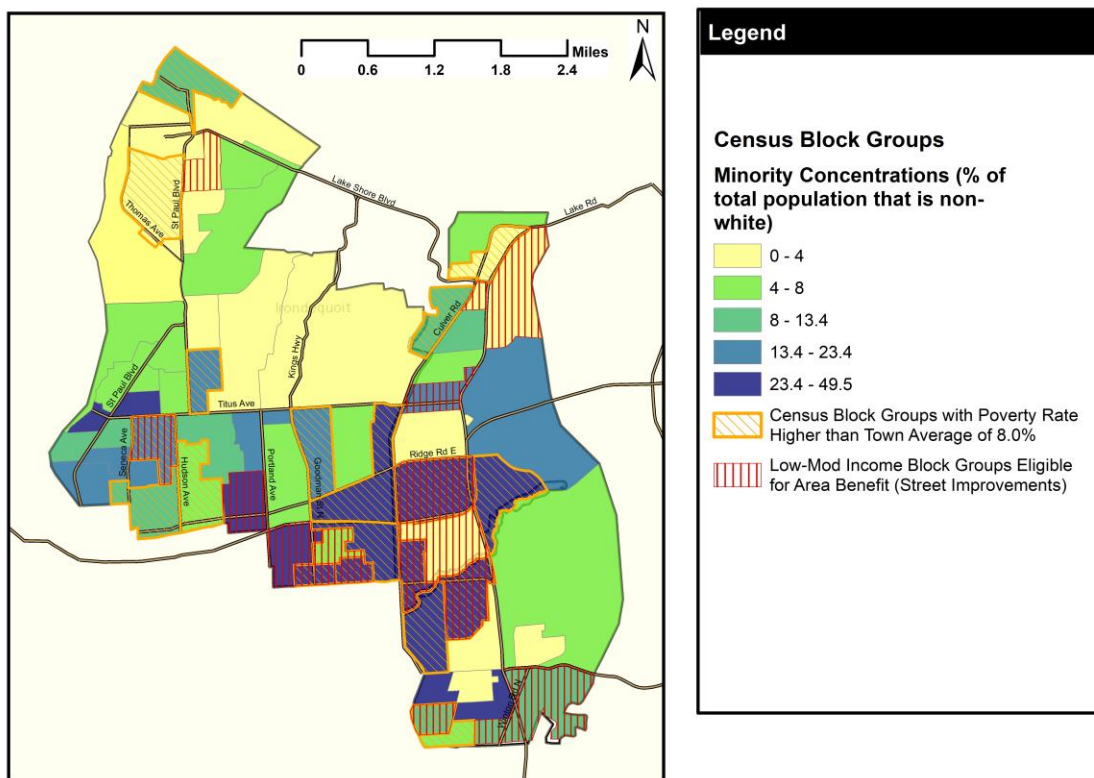 N
Miles
0 0.6 1.2 1.8 2.4
Lake Shore Blvd
Lake Rd
St Paul Blvd
Thomas Ave
Irondequoit
Culver Rd
Kings Hwy
St Paul Blvd
Titus Ave
Seneca Ave
Hudson Ave
Portland Ave
Goodman St N
Ridge Rd E
Winton Rd N
Legend
Census Block Groups
Minority Concentrations (% of
total population that is non-
white)
0 - 4
4 - 8
8 - 13.4
13.4 - 23.4
23.4 - 49.5
Census Block Groups with Poverty Rate
Higher than Town Average of 8.0%
Low-Mod Income Block Groups Eligible
for Area Benefit (Street Improvements)